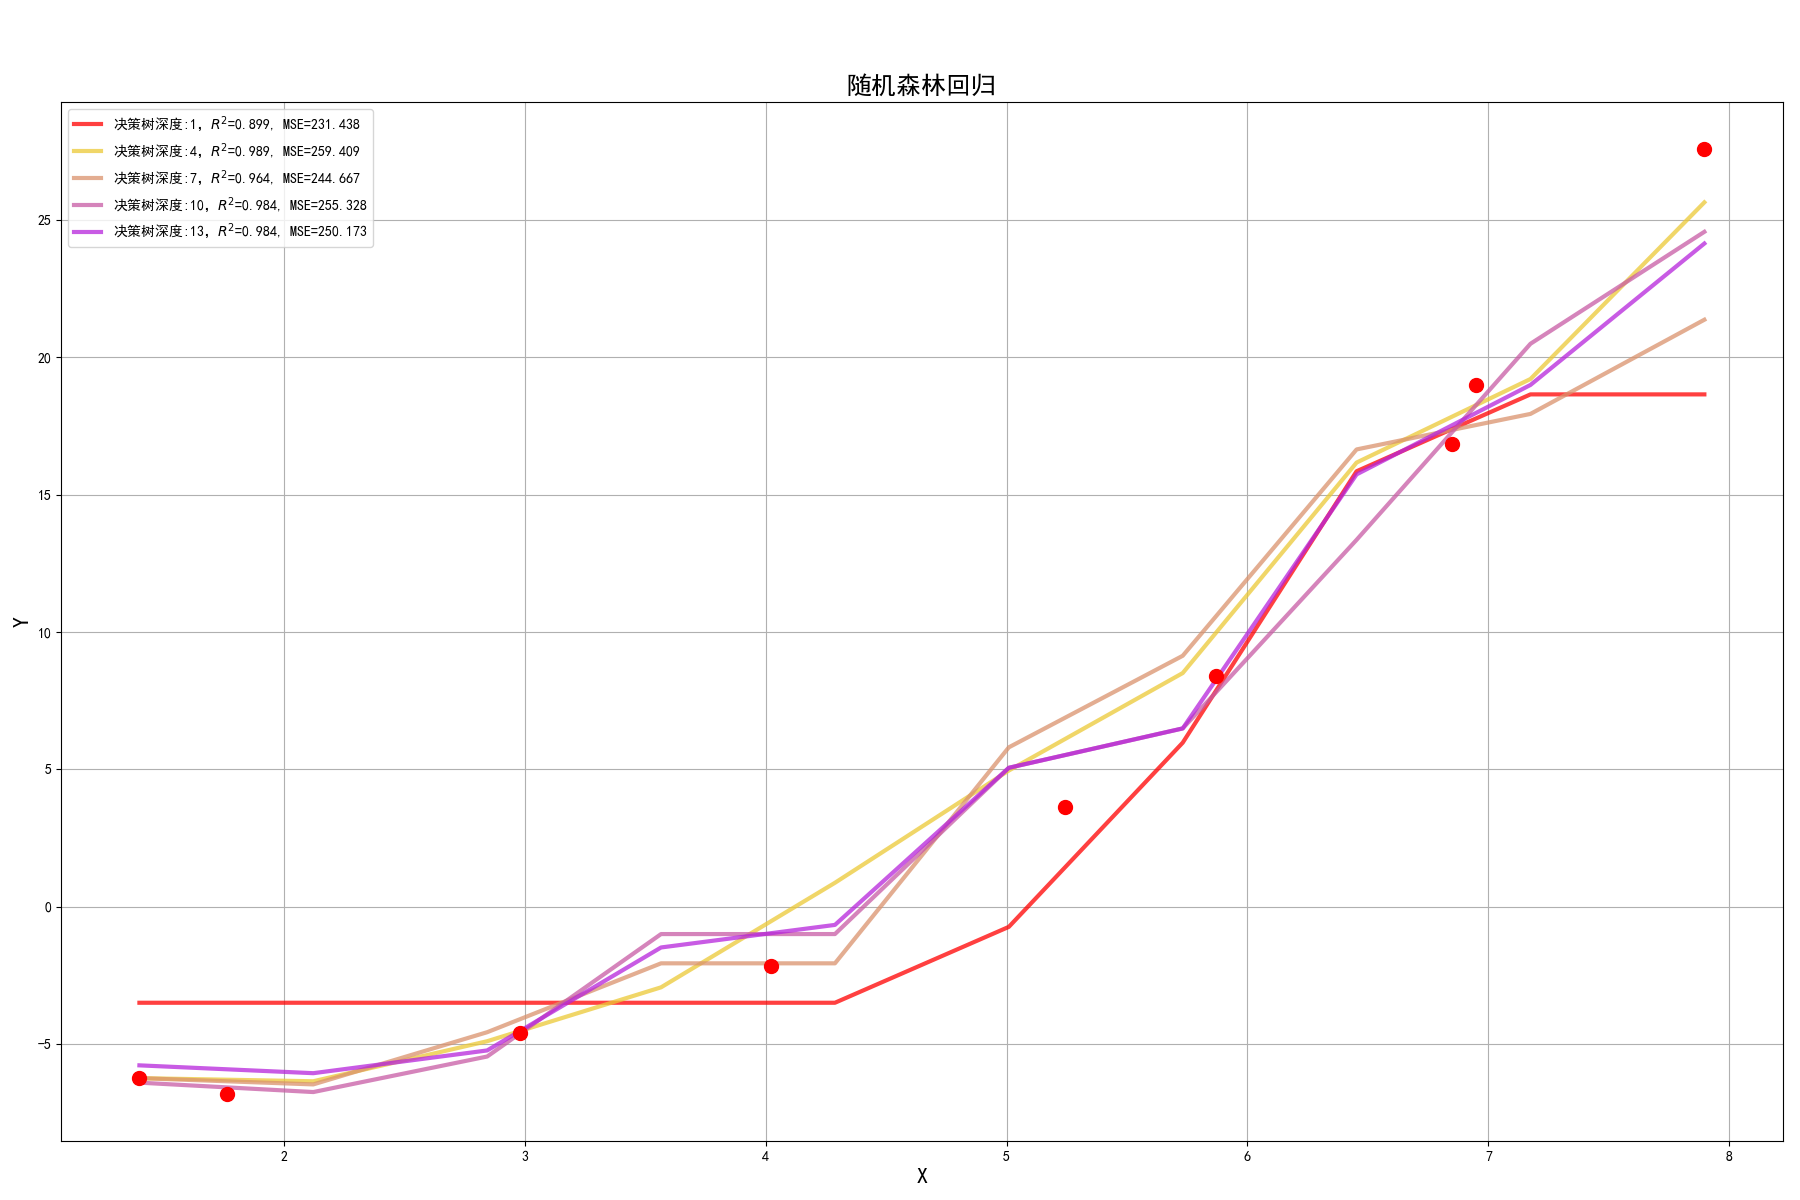 随机森林回归
决策树深度:1, R²=0.899, MSE=231.438
决策树深度:4, R²=0.989, MSE=259.409
决策树深度:7, R²=0.964, MSE=244.667
决策树深度:10, R²=0.984, MSE=255.328
决策树深度:13, R²=0.984, MSE=250.173
25
20
15
10
5
0
−5
Y
2 3 4 5 6 7 8
X